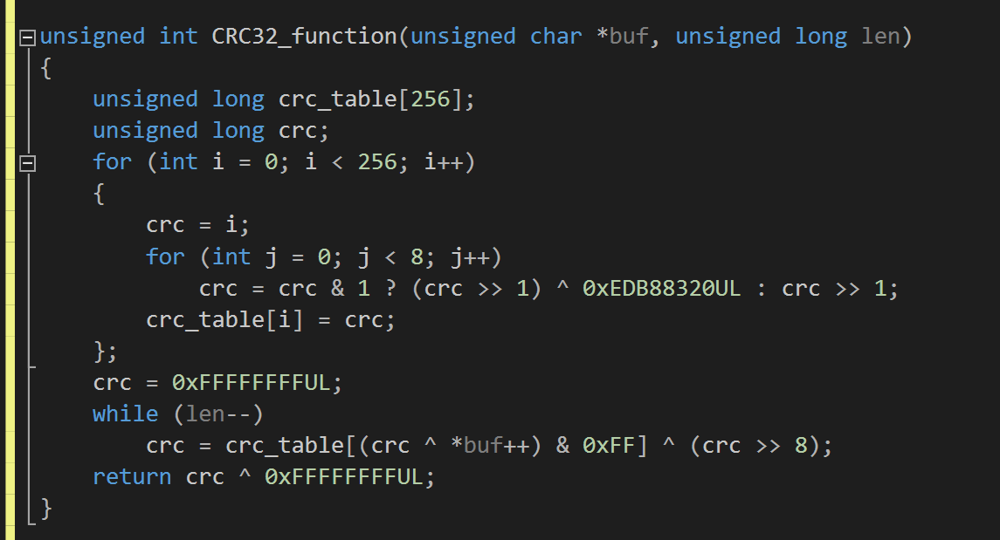 unsigned int CRC32_function(unsigned char *buf, unsigned long len)
{
    unsigned long crc_table[256];
    unsigned long crc;
    for (int i = 0; i < 256; i++)
    {
        crc = i;
        for (int j = 0; j < 8; j++)
            crc = crc & 1 ? (crc >> 1) ^ 0xEDB88320UL : crc >> 1;
        crc_table[i] = crc;
    };
    crc = 0xFFFFFFFFUL;
    while (len--)
        crc = crc_table[(crc ^ *buf++) & 0xFF] ^ (crc >> 8);
    return crc ^ 0xFFFFFFFFUL;
}